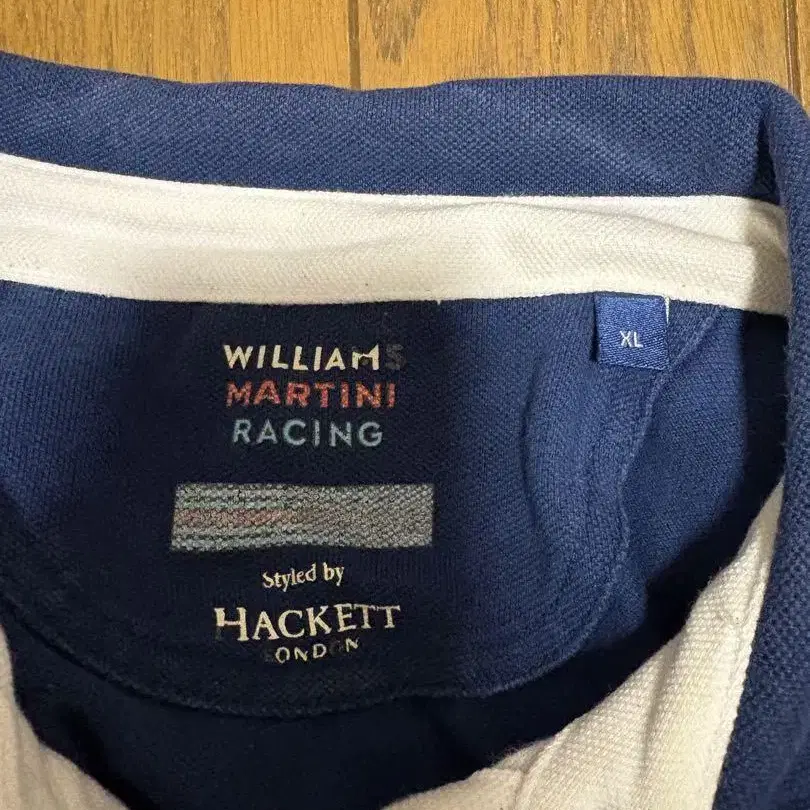 WILLIAMS
MARTINI
RACING
XL
Styled by
HACKETT
LONDON